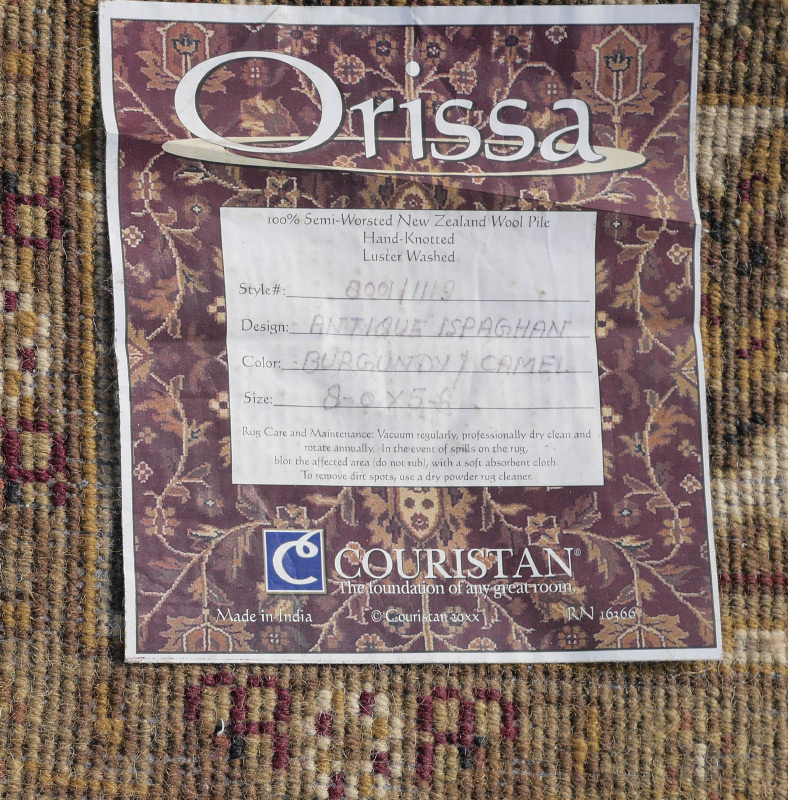 Orissa
100% Semi-Worsted New Zealand Wool Pile
Hand-Knotted
Luster Washed
Style#: 8001/1119
Design: ANTIQUE ISPAGHAN
Color: BURGUNDY & CAMEL
Size: 8-0 X 5-6
Rug Care and Maintenance: Vacuum regularly, professionally dry clean and
rotate annually. In the event of spills on the rug,
blot the affected area (do not rub), with a soft absorbent cloth.
To remove dirt spots, use a dry powder rug cleaner.
C COURISTAN®
The foundation of any great room
Made in India © Couristan 20xx RN 16366